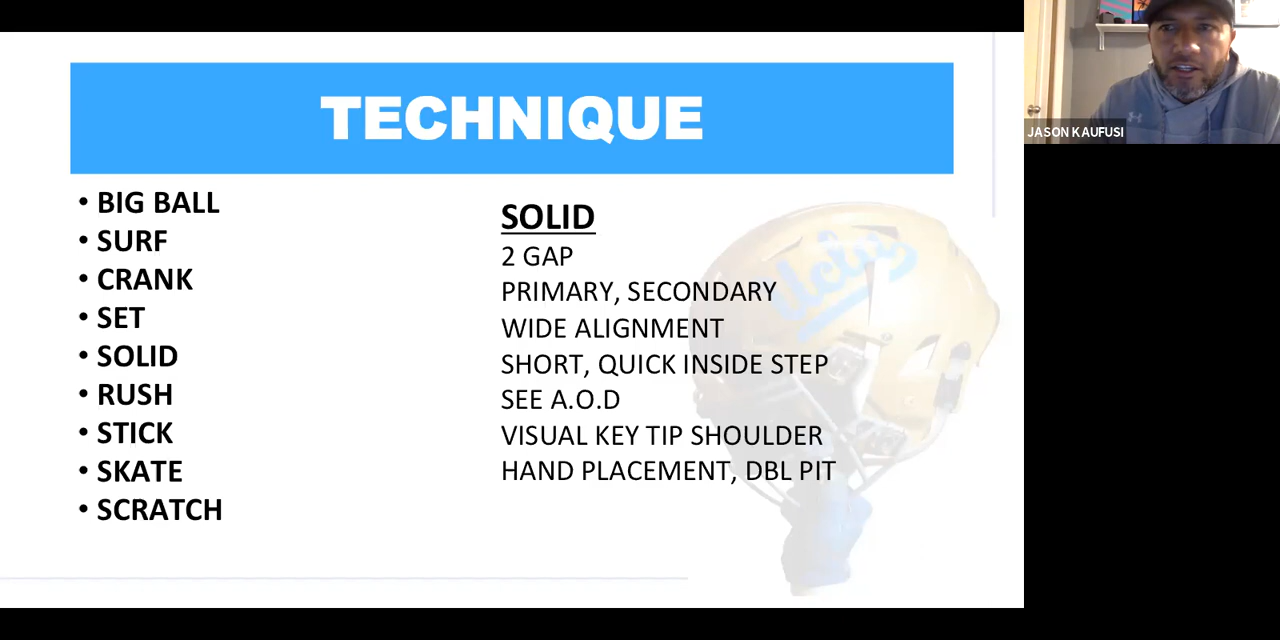 TECHNIQUE
• BIG BALL
• SURF
• CRANK
• SET
• SOLID
• RUSH
• STICK
• SKATE
• SCRATCH
SOLID
2 GAP
PRIMARY, SECONDARY
WIDE ALIGNMENT
SHORT, QUICK INSIDE STEP
SEE A.O.D
VISUAL KEY TIP SHOULDER
HAND PLACEMENT, DBL PIT
Ucla
JASON KAUFUSI